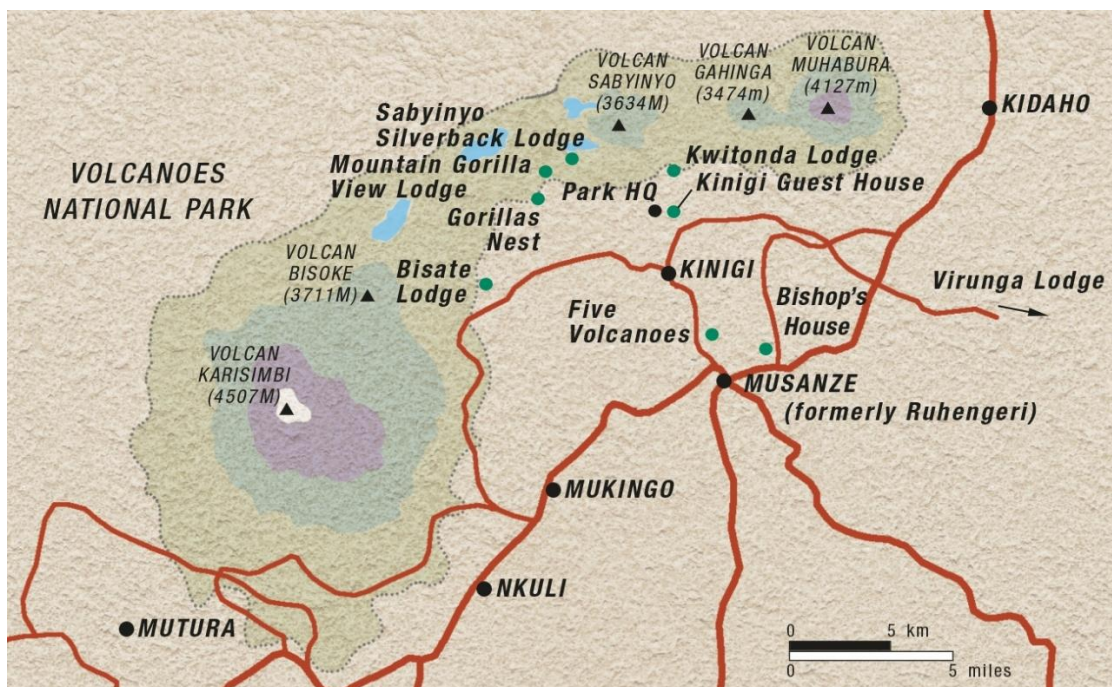 VOLCAN
SABYINYO
(3634M)
VOLCAN
GAHINGA
(3474m)
VOLCAN
MUHABURA
(4127m)
KIDAHO
Sabyinyo
Silverback Lodge
Mountain Gorilla
View Lodge
VOLCANOES
NATIONAL PARK
Kwitonda Lodge
Park HQ
Kinigi Guest House
Gorillas
Nest
VOLCAN
BISOKE
(3711M)
Bisate
Lodge
KINIGI
Virunga Lodge
Five
Volcanoes
Bishop's
House
VOLCAN
KARISIMBI
(4507M)
MUSANZE
(formerly Ruhengeri)
MUKINGO
NKULI
MUTURA
0 5 km
0 5 miles